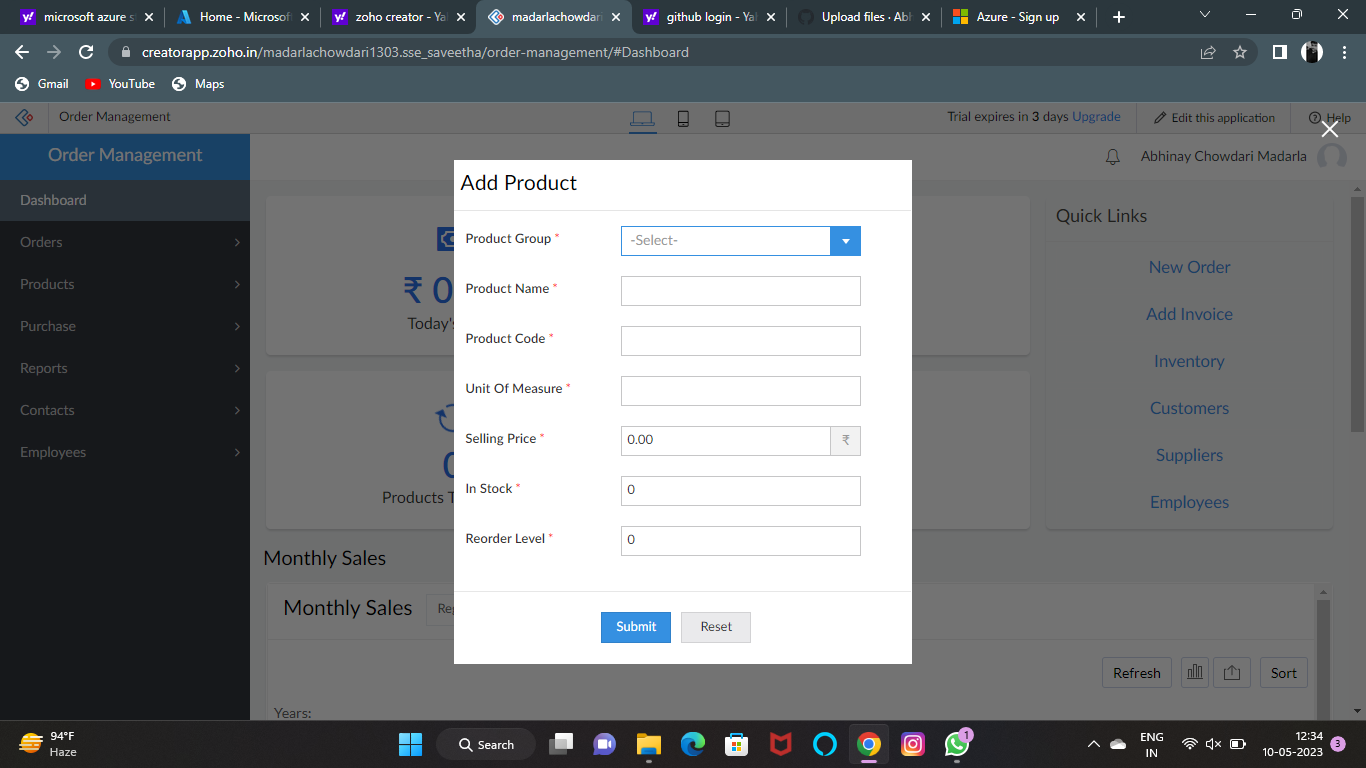 microsoft azure s
Home - Microsoft
zoho creator - Ya
madarlachowdari
github login - Ya
Upload files · Abh
Azure - Sign up
creatorapp.zoho.in/madarlachowdari1303.sse_saveetha/order-management/#Dashboard
Gmail
YouTube
Maps
Order Management
Trial expires in 3 days Upgrade
Edit this application
Help
Order Management
Abhinay Chowdari Madarla
Dashboard
Orders
Products
Purchase
Reports
Contacts
Employees
₹ 0
Today's
0
Products T
Add Product
Product Group *
-Select-
Product Name *
Product Code *
Unit Of Measure *
Selling Price *
0.00
₹
In Stock *
0
Reorder Level *
0
Submit
Reset
Quick Links
New Order
Add Invoice
Inventory
Customers
Suppliers
Employees
Monthly Sales
Monthly Sales
Re
Refresh
Sort
Years:
94°F
Haze
Search
1
ENG
IN
12:34
10-05-2023
3